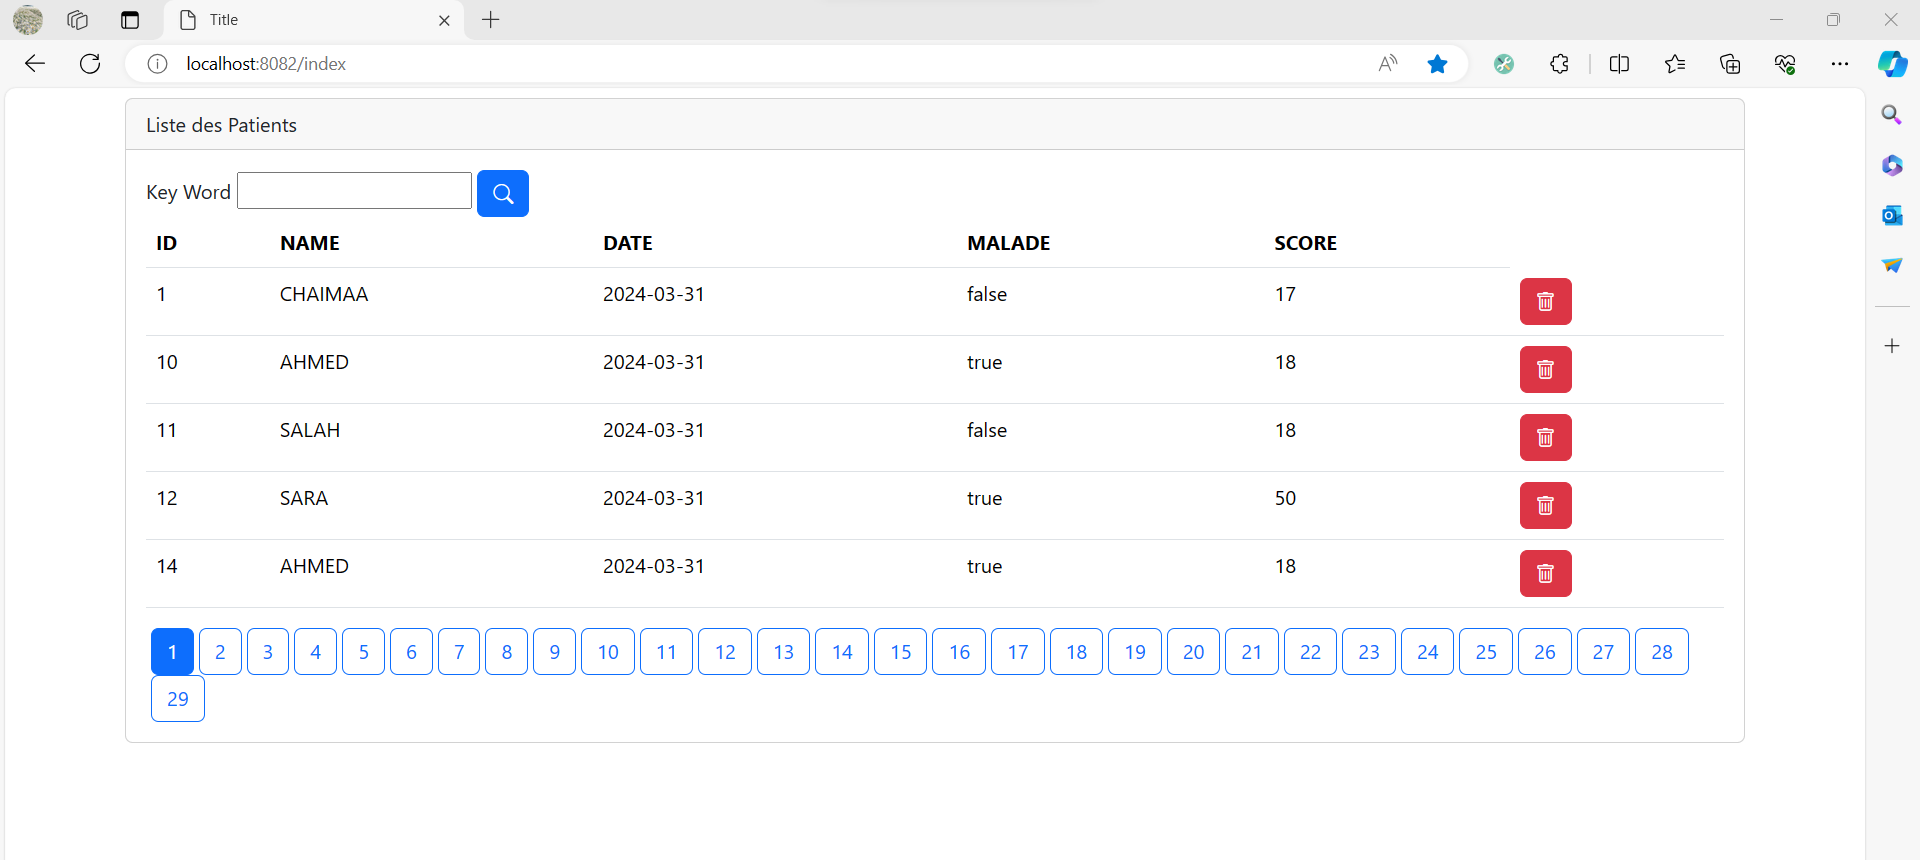 Title
localhost:8082/index
Liste des Patients
Key Word
ID NAME DATE MALADE SCORE
1 CHAIMAA 2024-03-31 false 17
10 AHMED 2024-03-31 true 18
11 SALAH 2024-03-31 false 18
12 SARA 2024-03-31 true 50
14 AHMED 2024-03-31 true 18
1 2 3 4 5 6 7 8 9 10 11 12 13 14 15 16 17 18 19 20 21 22 23 24 25 26 27 28
29